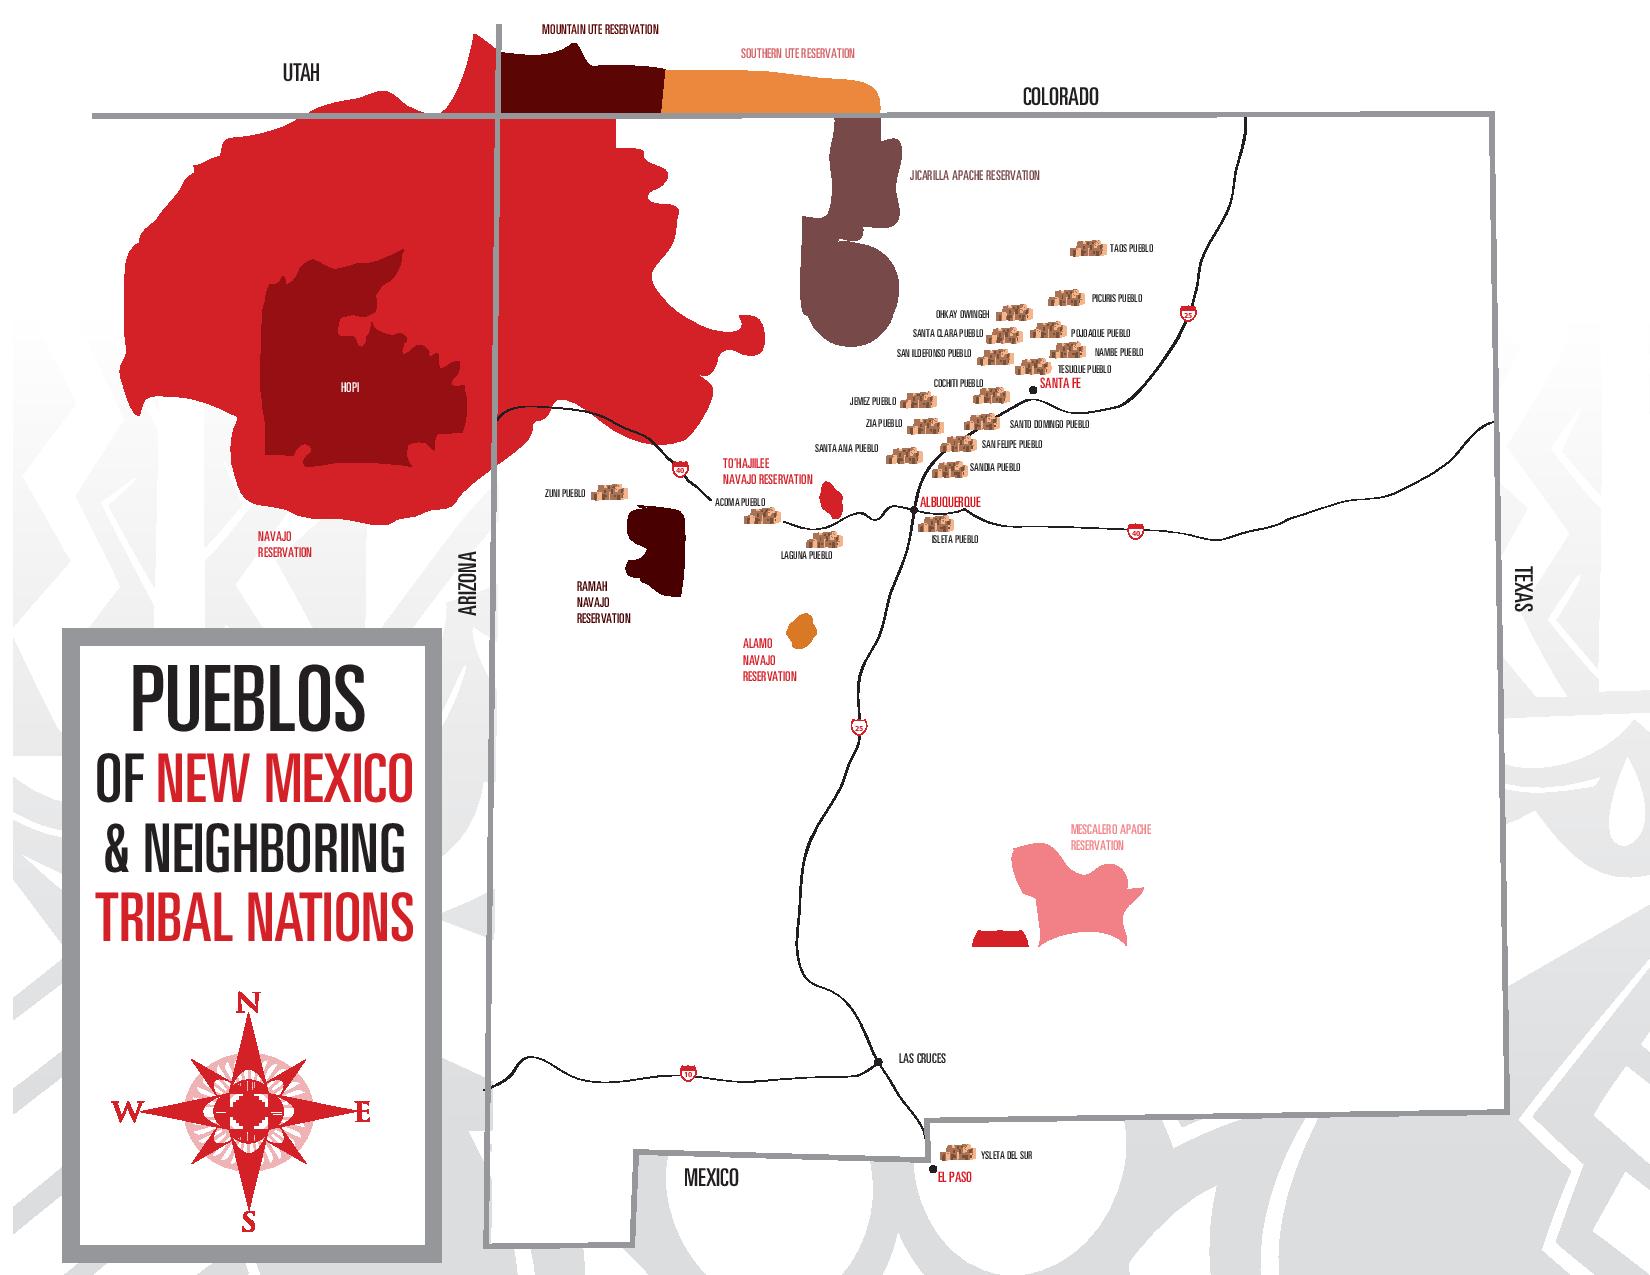 MOUNTAIN UTE RESERVATION
SOUTHERN UTE RESERVATION
UTAH
COLORADO
JICARILLA APACHE RESERVATION
TAOS PUEBLO
PICURIS PUEBLO
OHKAY OWINGEH
25
SANTA CLARA PUEBLO
POJOAQUE PUEBLO
SAN ILDEFONSO PUEBLO
NAMBE PUEBLO
TESUQUE PUEBLO
COCHITI PUEBLO
SANTA FE
HOPI
JEMEZ PUEBLO
ZIA PUEBLO
SANTO DOMINGO PUEBLO
SANTA ANA PUEBLO
SAN FELIPE PUEBLO
40
TO'HAJIILEE
NAVAJO RESERVATION
SANDIA PUEBLO
ZUNI PUEBLO
ACOMA PUEBLO
ALBUQUERQUE
40
ISLETA PUEBLO
LAGUNA PUEBLO
NAVAJO
RESERVATION
ARIZONA
TEXAS
RAMAH
NAVAJO
RESERVATION
ALAMO
NAVAJO
RESERVATION
25
PUEBLOS
OF NEW MEXICO
& NEIGHBORING
TRIBAL NATIONS
MESCALERO APACHE
RESERVATION
N
W
E
S
LAS CRUCES
10
YSLETA DEL SUR
EL PASO
MEXICO